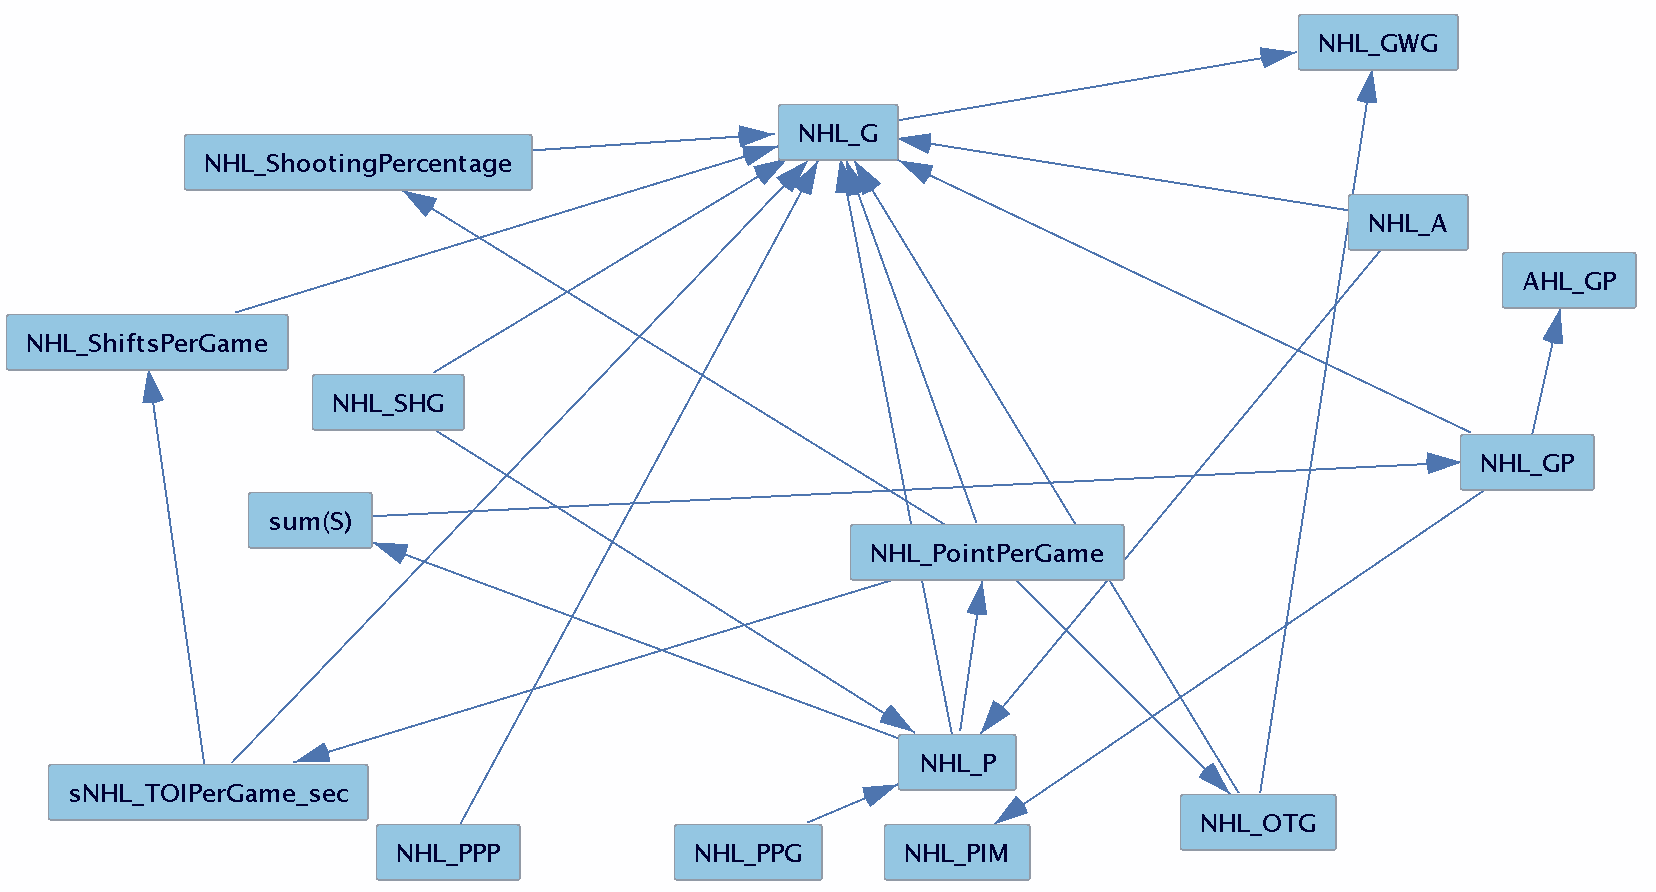 NHL_GWG
NHL_G
NHL_ShootingPercentage
NHL_A
AHL_GP
NHL_ShiftsPerGame
NHL_SHG
NHL_GP
sum(S)
NHL_PointPerGame
NHL_P
sNHL_TOIPerGame_sec
NHL_OTG
NHL_PPP
NHL_PPG
NHL_PIM